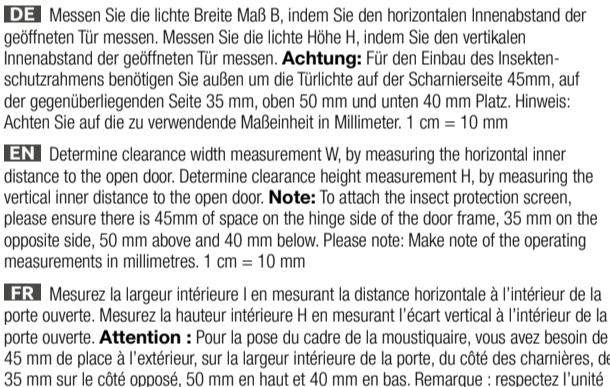 DE Messen Sie die lichte Breite Maß B, indem Sie den horizontalen Innenabstand der
geöffneten Tür messen. Messen Sie die lichte Höhe H, indem Sie den vertikalen
Innenabstand der geöffneten Tür messen. Achtung: Für den Einbau des Insekten-
schutzrahmens benötigen Sie außen um die Türlichte auf der Scharnierseite 45mm, auf
der gegenüberliegenden Seite 35 mm, oben 50 mm und unten 40 mm Platz. Hinweis:
Achten Sie auf die zu verwendende Maßeinheit in Millimeter. 1 cm = 10 mm
EN Determine clearance width measurement W, by measuring the horizontal inner
distance to the open door. Determine clearance height measurement H, by measuring the
vertical inner distance to the open door. Note: To attach the insect protection screen,
please ensure there is 45mm of space on the hinge side of the door frame, 35 mm on the
opposite side, 50 mm above and 40 mm below. Please note: Make note of the operating
measurements in millimetres. 1 cm = 10 mm
FR Mesurez la largeur intérieure l en mesurant la distance horizontale à l'intérieur de la
porte ouverte. Mesurez la hauteur intérieure H en mesurant l'écart vertical à l'intérieur de la
porte ouverte. Attention : Pour la pose du cadre de la moustiquaire, vous avez besoin de
45 mm de place à l'extérieur, sur la largeur intérieure de la porte, du côté des charnières, de
35 mm sur le côté opposé, 50 mm en haut et 40 mm en bas. Remarque : respectez l'unité